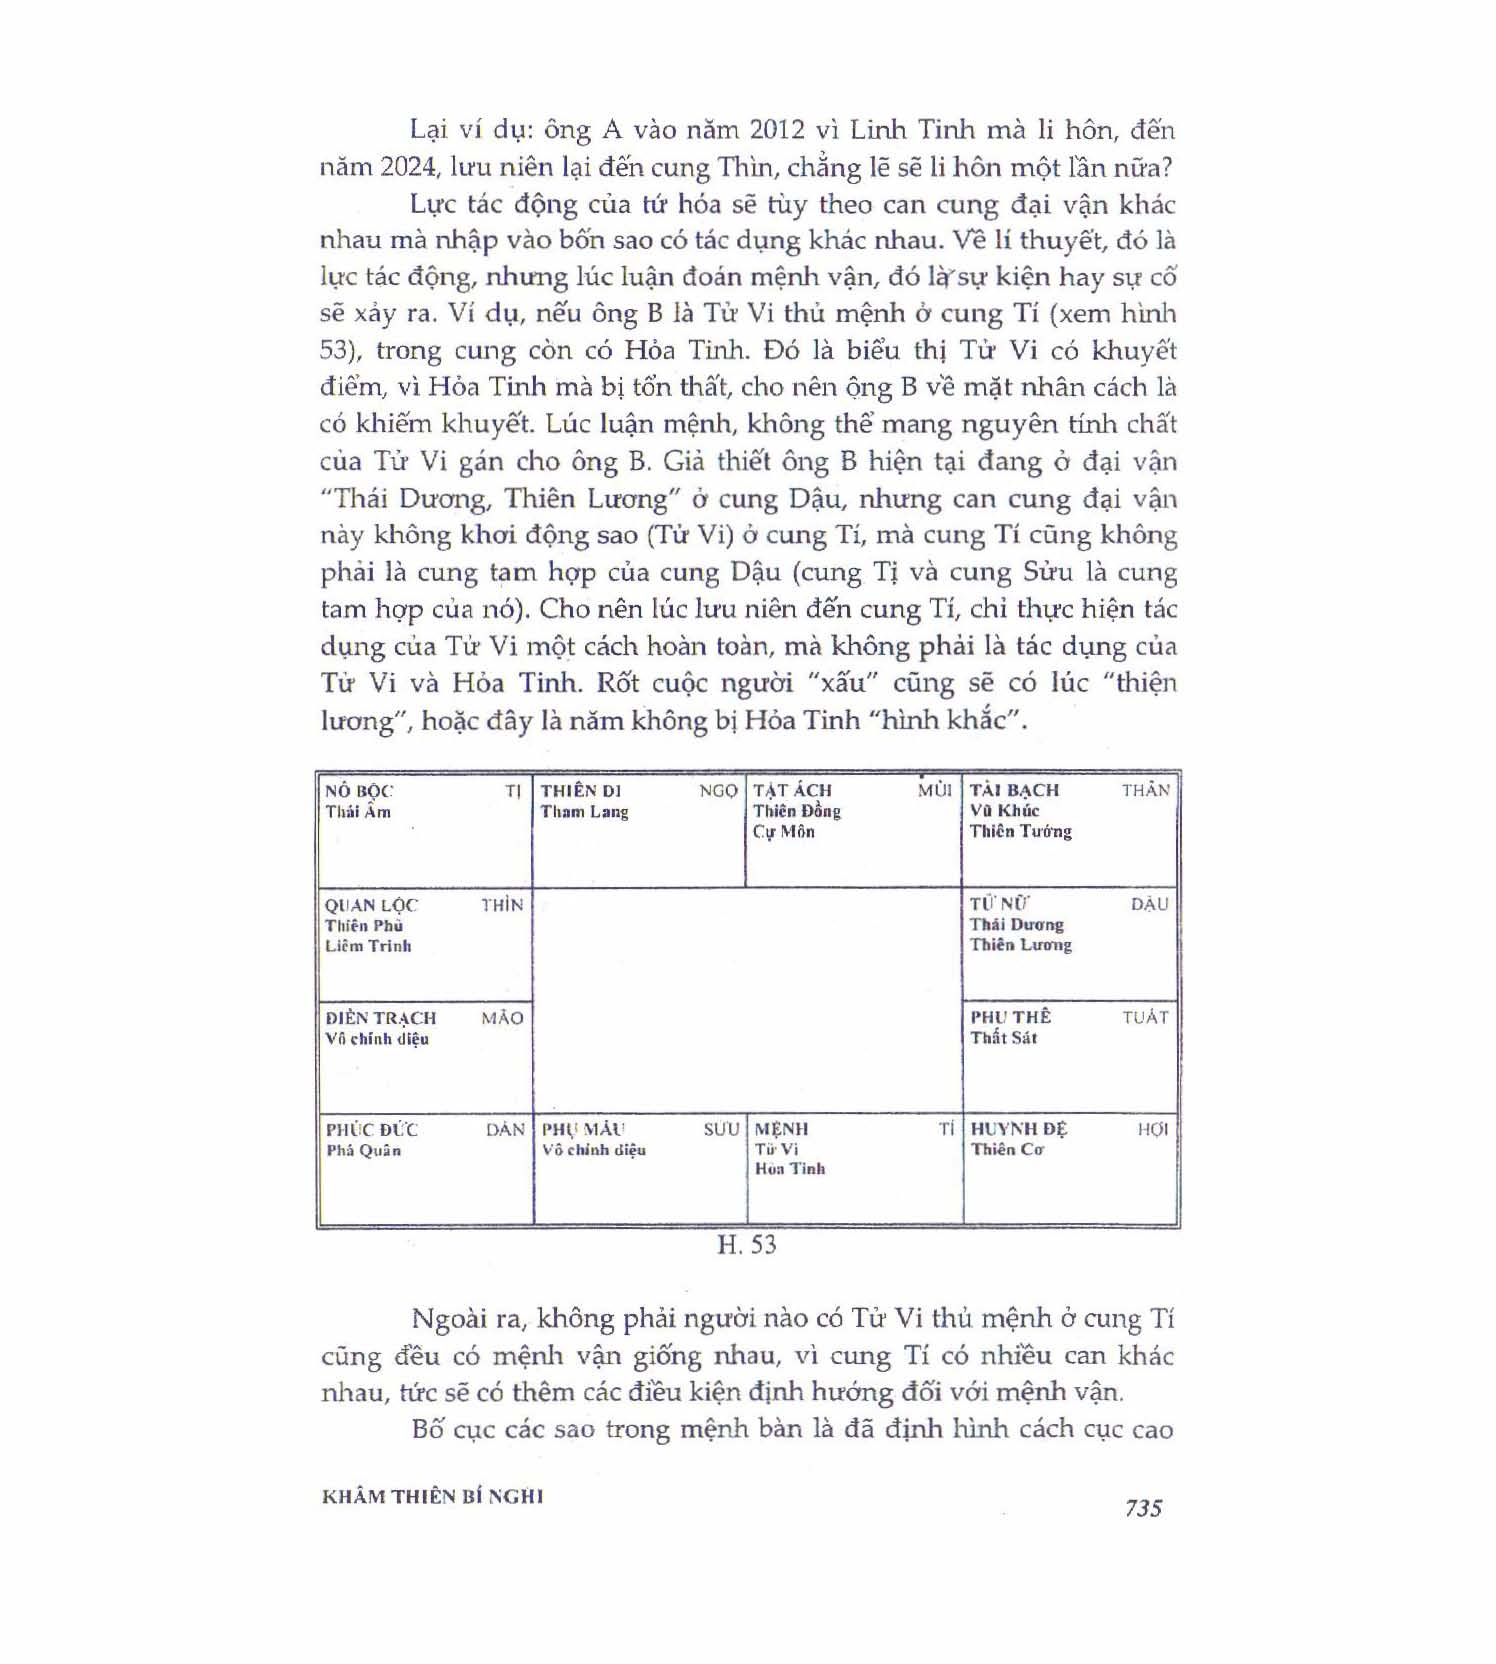 Lại ví dụ: ông A vào năm 2012 vì Linh Tinh mà li hôn, đến
năm 2024, lưu niên lại đến cung Thìn, chẳng lẽ sẽ li hôn một lần nữa?
Lực tác động của tứ hóa sẽ tùy theo can cung đại vận khác
nhau mà nhập vào bốn sao có tác dụng khác nhau. Về lí thuyết, đó là
lực tác động, nhưng lúc luận đoán mệnh vận, đó là sự kiện hay sự cố
sẽ xảy ra. Ví dụ, nếu ông B là Tử Vi thủ mệnh ở cung Tí (xem hình
53), trong cung còn có Hỏa Tinh. Đó là biểu thị Tử Vi có khuyết
điểm, vì Hỏa Tinh mà bị tổn thất, cho nên ông B về mặt nhân cách là
có khiếm khuyết. Lúc luận mệnh, không thể mang nguyên tính chất
của Tử Vi gán cho ông B. Giả thiết ông B hiện tại đang ở đại vận
"Thái Dương, Thiên Lương" ở cung Dậu, nhưng can cung đại vận
này không khơi động sao (Tử Vi) ở cung Tí, mà cung Tí cũng không
phải là cung tam hợp của cung Dậu (cung Tị và cung Sửu là cung
tam hợp của nó). Cho nên lúc lưu niên đến cung Tí, chỉ thực hiện tác
dụng của Tử Vi một cách hoàn toàn, mà không phải là tác dụng của
Tử Vi và Hỏa Tinh. Rốt cuộc người "xấu" cũng sẽ có lúc "thiện
lương", hoặc đây là năm không bị Hỏa Tinh "hình khắc".
NÔ BỘC TỊ
Thái Âm
THIÊN DI NGỌ
Tham Lang
TẬT ÁCH MÙI
Thiên Đồng
Cự Môn
TÀI BẠCH THÂN
Vũ Khúc
Thiên Tướng
QUAN LỘC THÌN
Thiên Phủ
Liêm Trinh
TỬ NỮ DẬU
Thái Dương
Thiên Lương
ĐIỀN TRẠCH MÃO
Vô chính diệu
PHU THÊ TUẤT
Thất Sát
PHÚC ĐỨC DẦN
Phá Quân
PHỤ MẪU SỬU
Vô chính diệu
MỆNH TÍ
Tử Vi
Hỏa Tinh
HUYNH ĐỆ HỢI
Thiên Cơ
H. 53
Ngoài ra, không phải người nào có Tử Vi thủ mệnh ở cung Tí
cũng đều có mệnh vận giống nhau, vì cung Tí có nhiều can khác
nhau, tức sẽ có thêm các điều kiện định hướng đối với mệnh vận.
Bố cục các sao trong mệnh bàn là đã định hình cách cục cao
KHÂM THIÊN BÍ NGHI
735